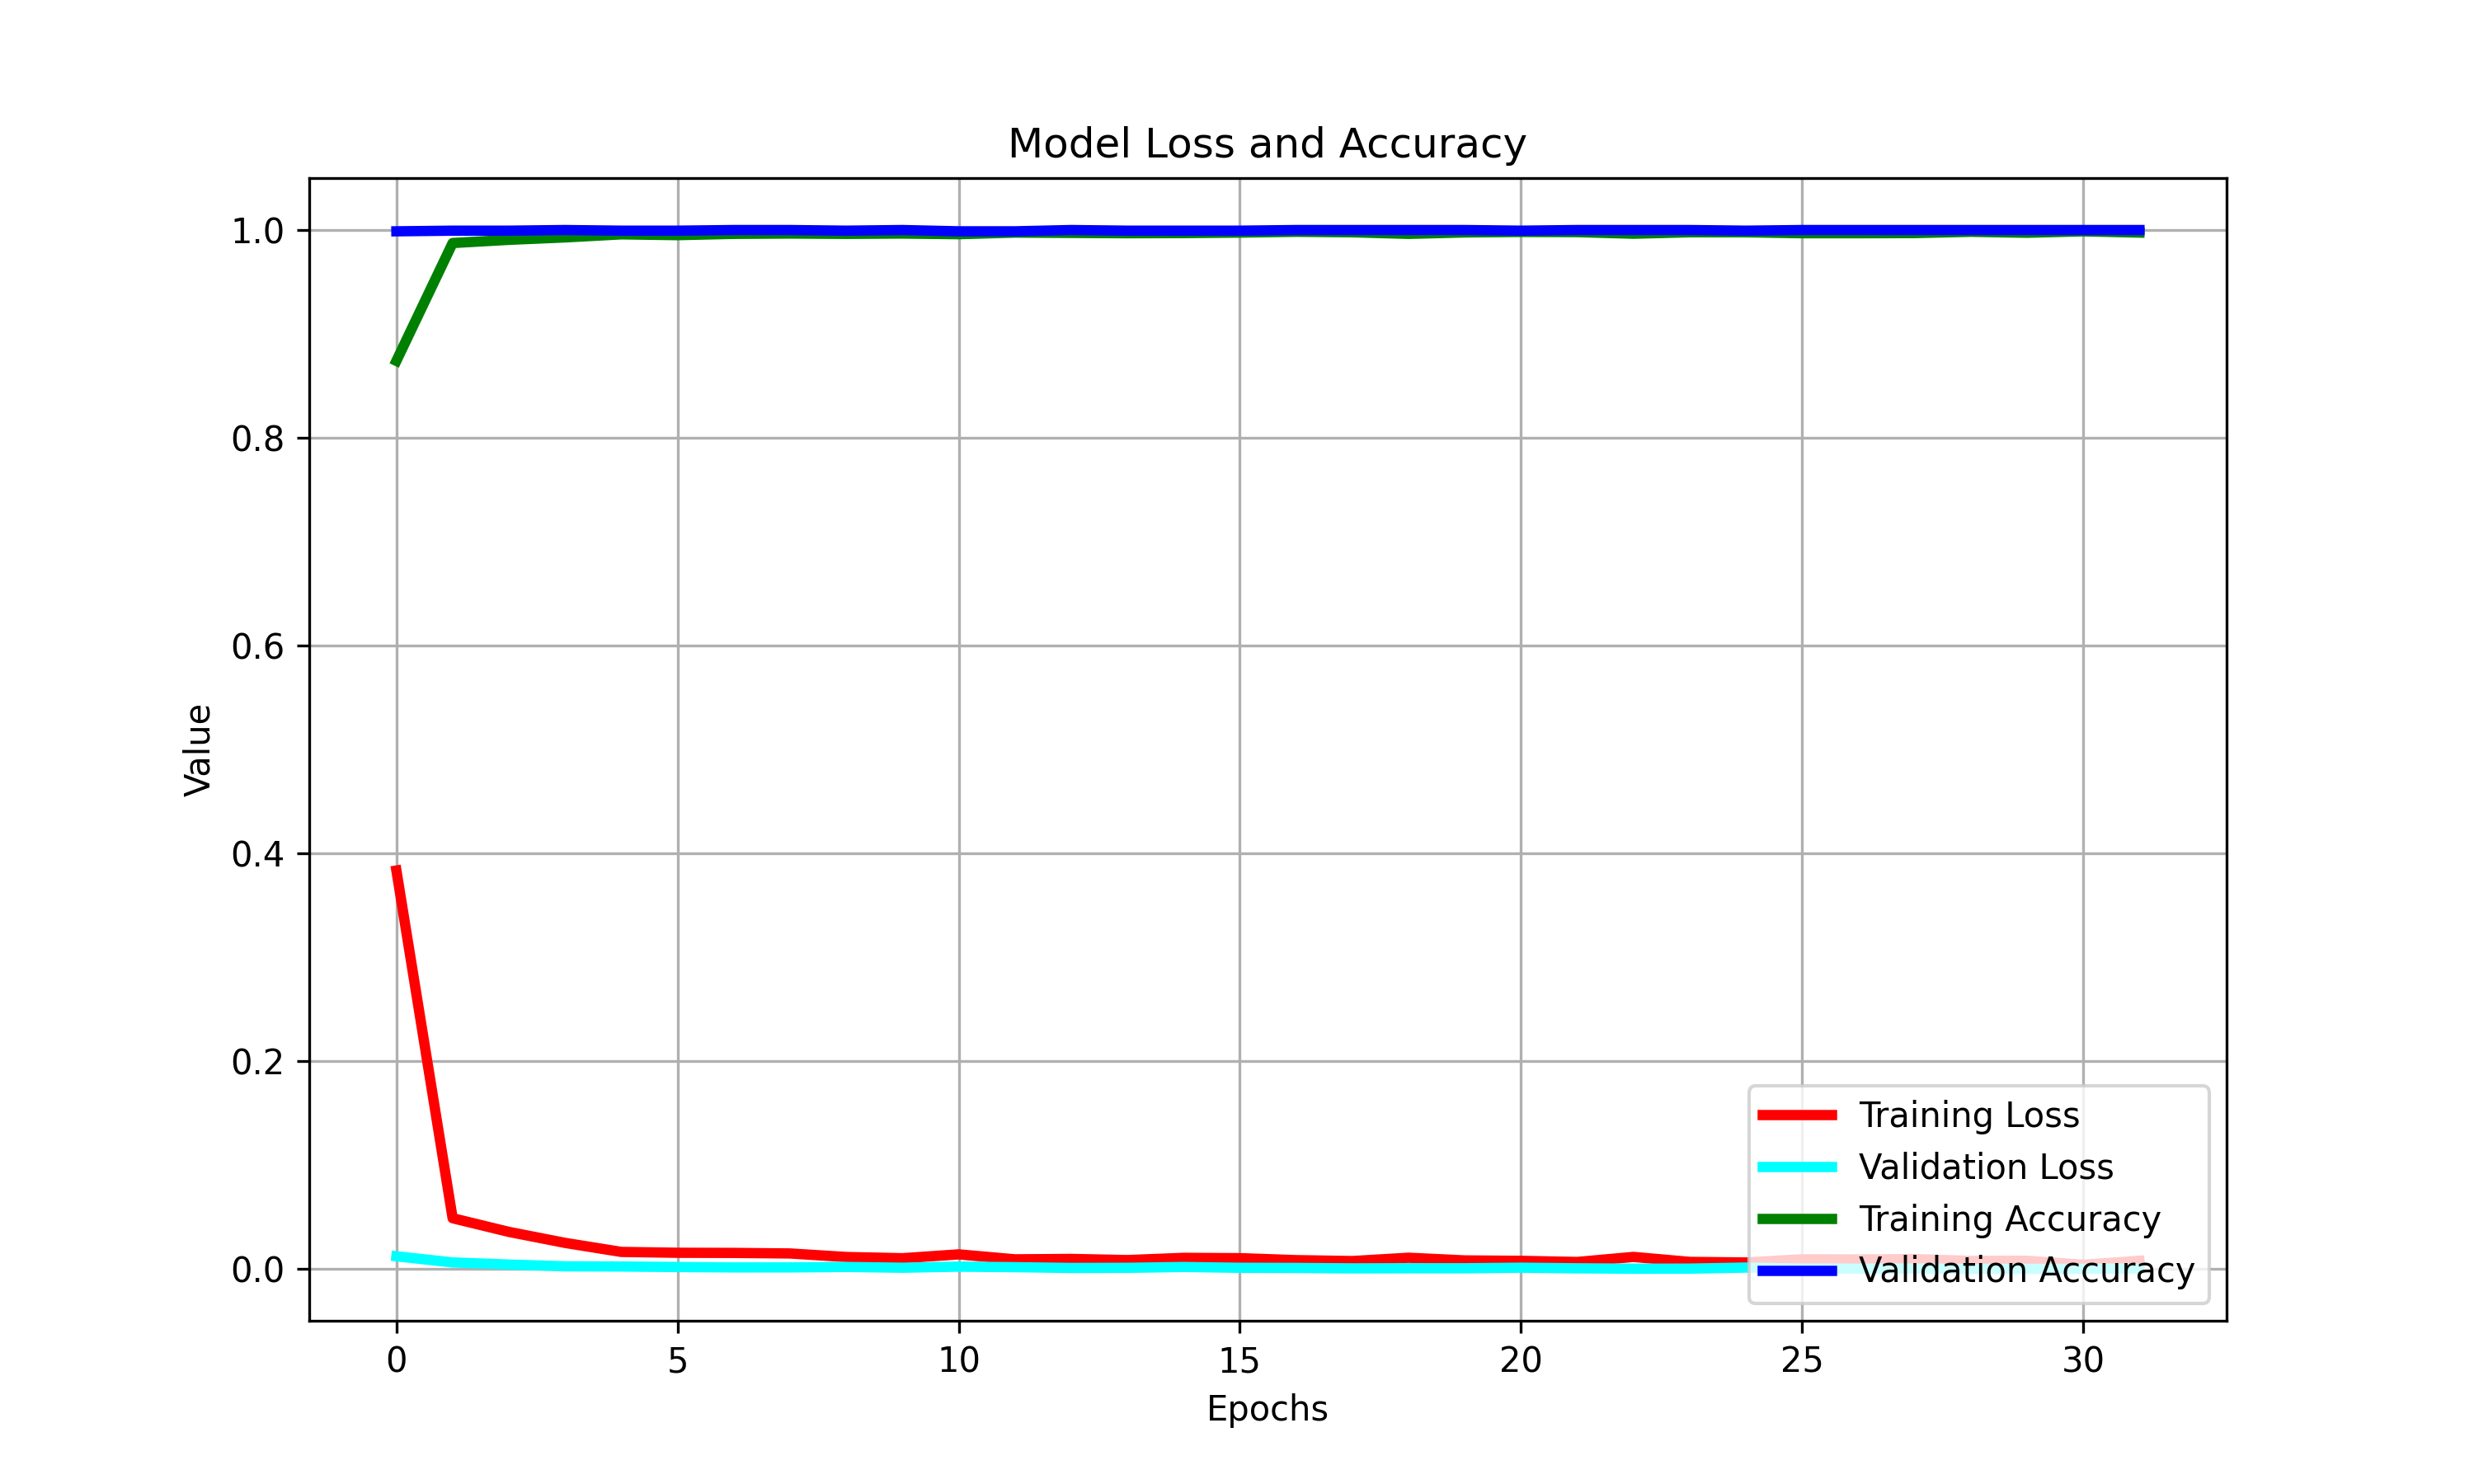 Model Loss and Accuracy
1.0
0.8
0.6
0.4
0.2
0.0
Value
0 5 10 15 20 25 30
Epochs
Training Loss
Validation Loss
Training Accuracy
Validation Accuracy